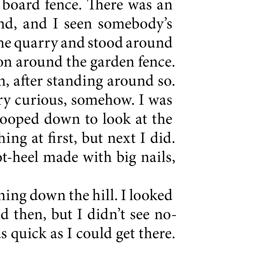 board fence. There was an
nd, and I seen somebody's
he quarry and stood around
on around the garden fence.
n, after standing around so.
ry curious, somehow. I was
ooped down to look at the
hing at first, but next I did.
ot-heel made with big nails,
ning down the hill. I looked
d then, but I didn't see no-
s quick as I could get there.